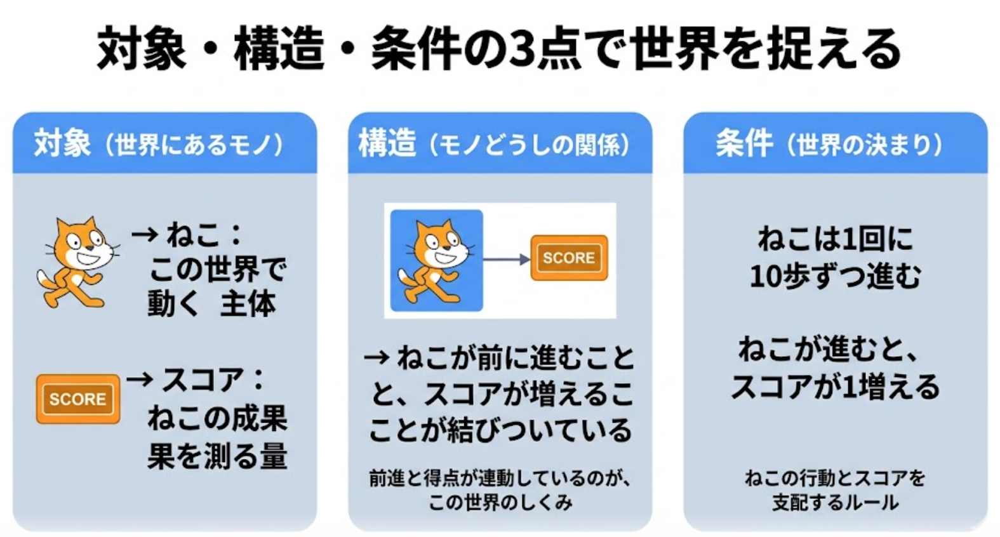 対象・構造・条件の3点で世界を捉える
対象（世界にあるモノ）
→ ねこ：
この世界で
動く 主体
SCORE
→ スコア：
ねこの成果
果を測る量
構造（モノどうしの関係）
SCORE
→ ねこが前に進むこと
と、スコアが増えるこ
ことが結びついている
前進と得点が連動しているのが、
この世界のしくみ
条件（世界の決まり）
ねこは1回に
10歩ずつ進む
ねこが進むと、
スコアが1増える
ねこの行動とスコアを
支配するルール